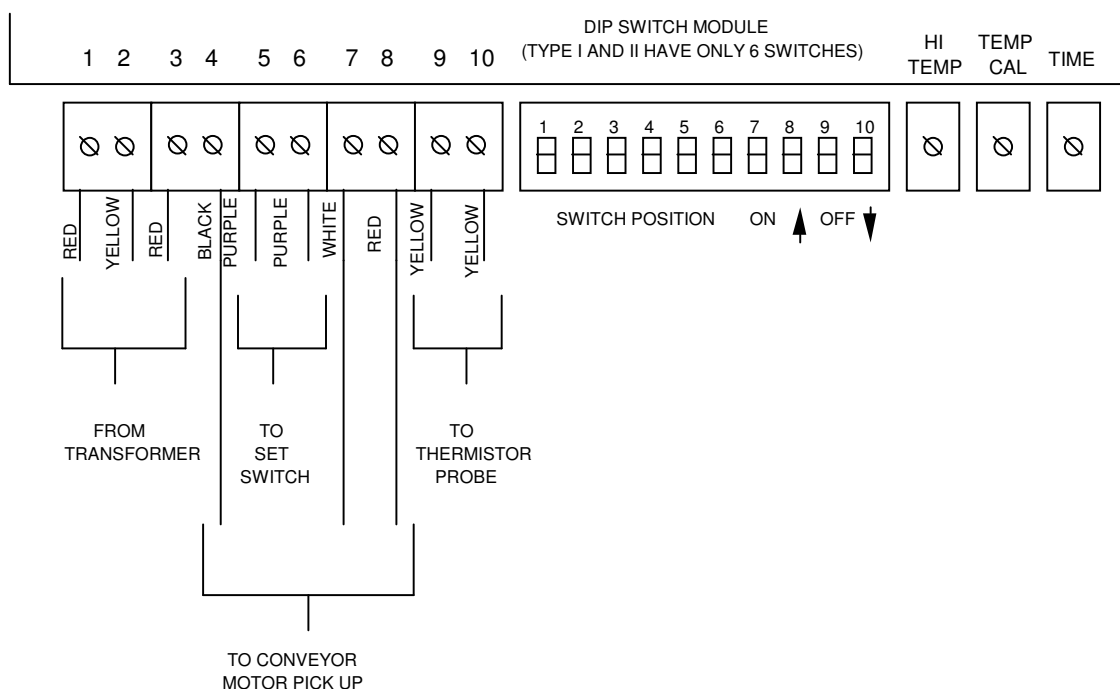 DIP SWITCH MODULE
(TYPE I AND II HAVE ONLY 6 SWITCHES)
1 2 3 4 5 6 7 8 9 10
HI
TEMP
TEMP
CAL
TIME
1 2 3 4 5 6 7 8 9 10
SWITCH POSITION ON OFF
RED
YELLOW
RED
BLACK
PURPLE
PURPLE
WHITE
RED
YELLOW
YELLOW
FROM
TRANSFORMER
TO
SET
SWITCH
TO
THERMISTOR
PROBE
TO CONVEYOR
MOTOR PICK UP